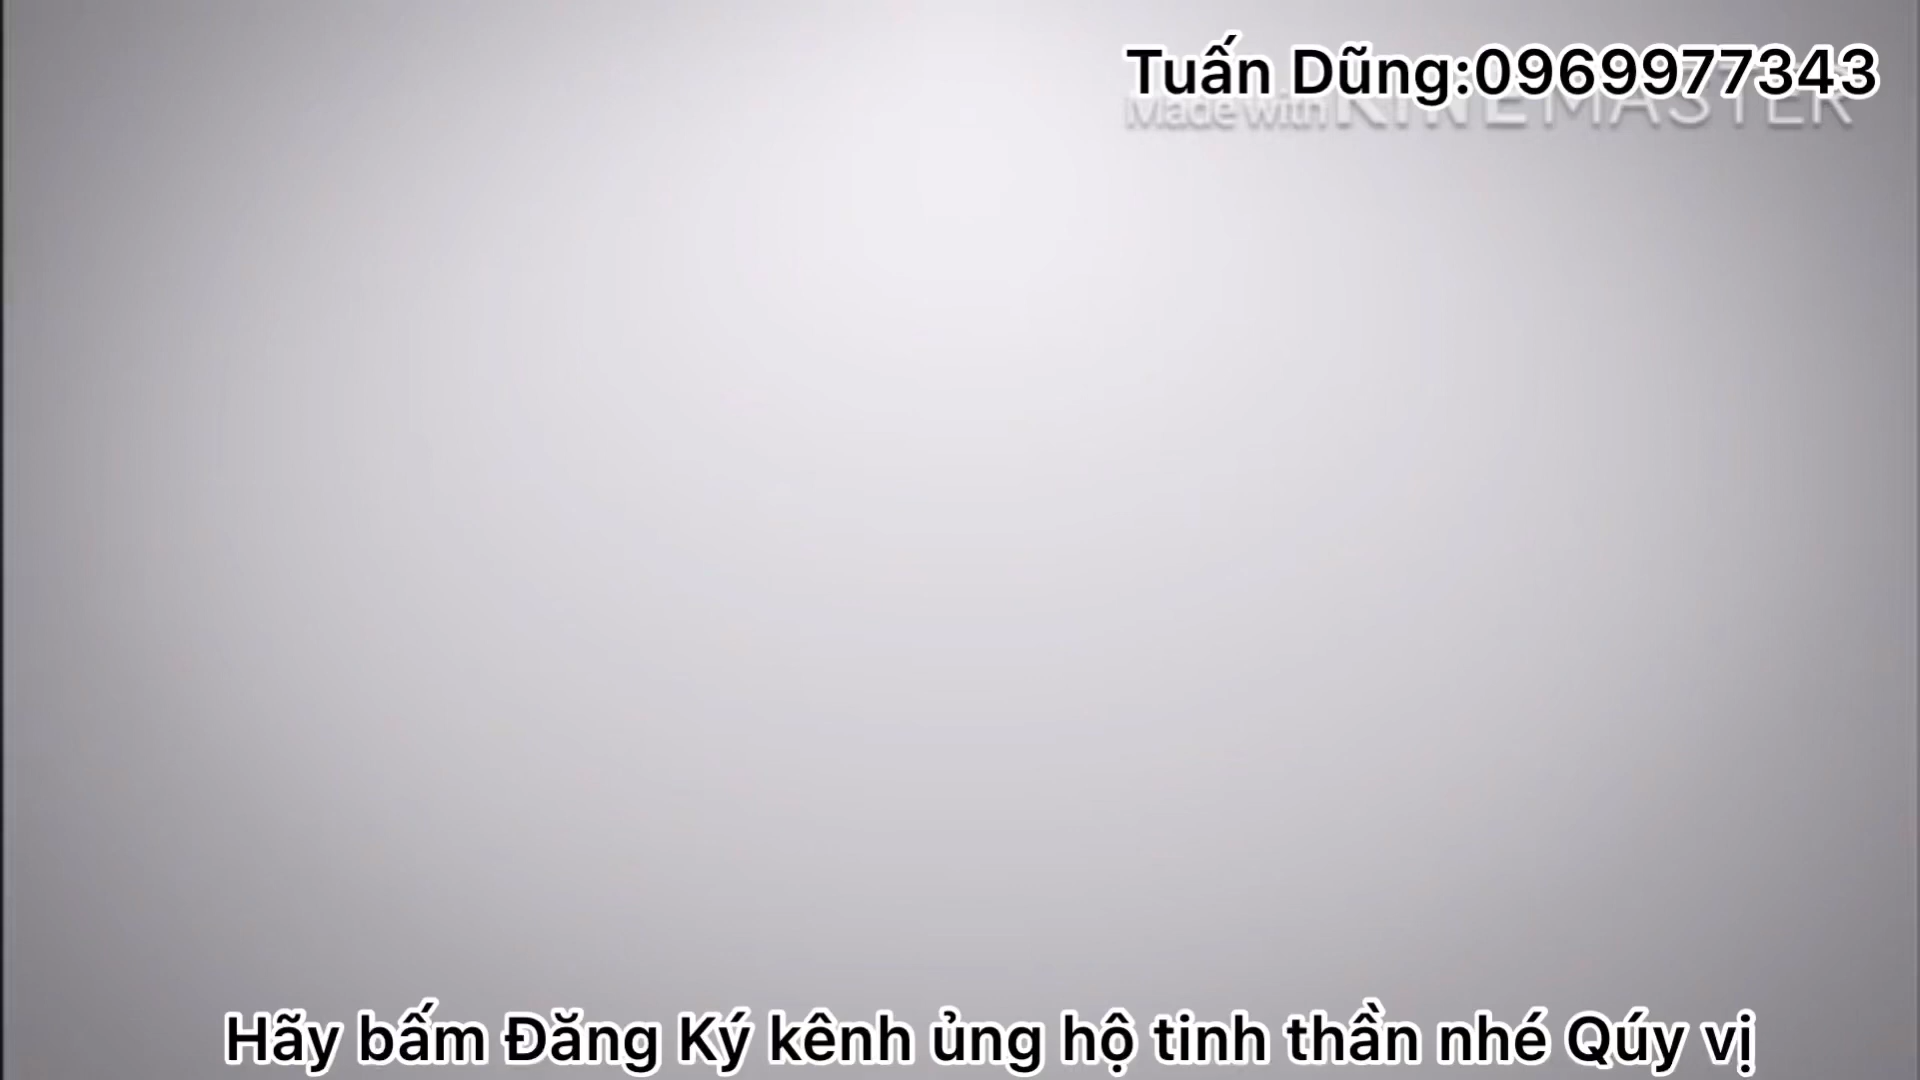 Tuấn Dũng:0969977343
Made with KINEMASTER
Hãy bấm Đăng Ký kênh ủng hộ tinh thần nhé Qúy vị